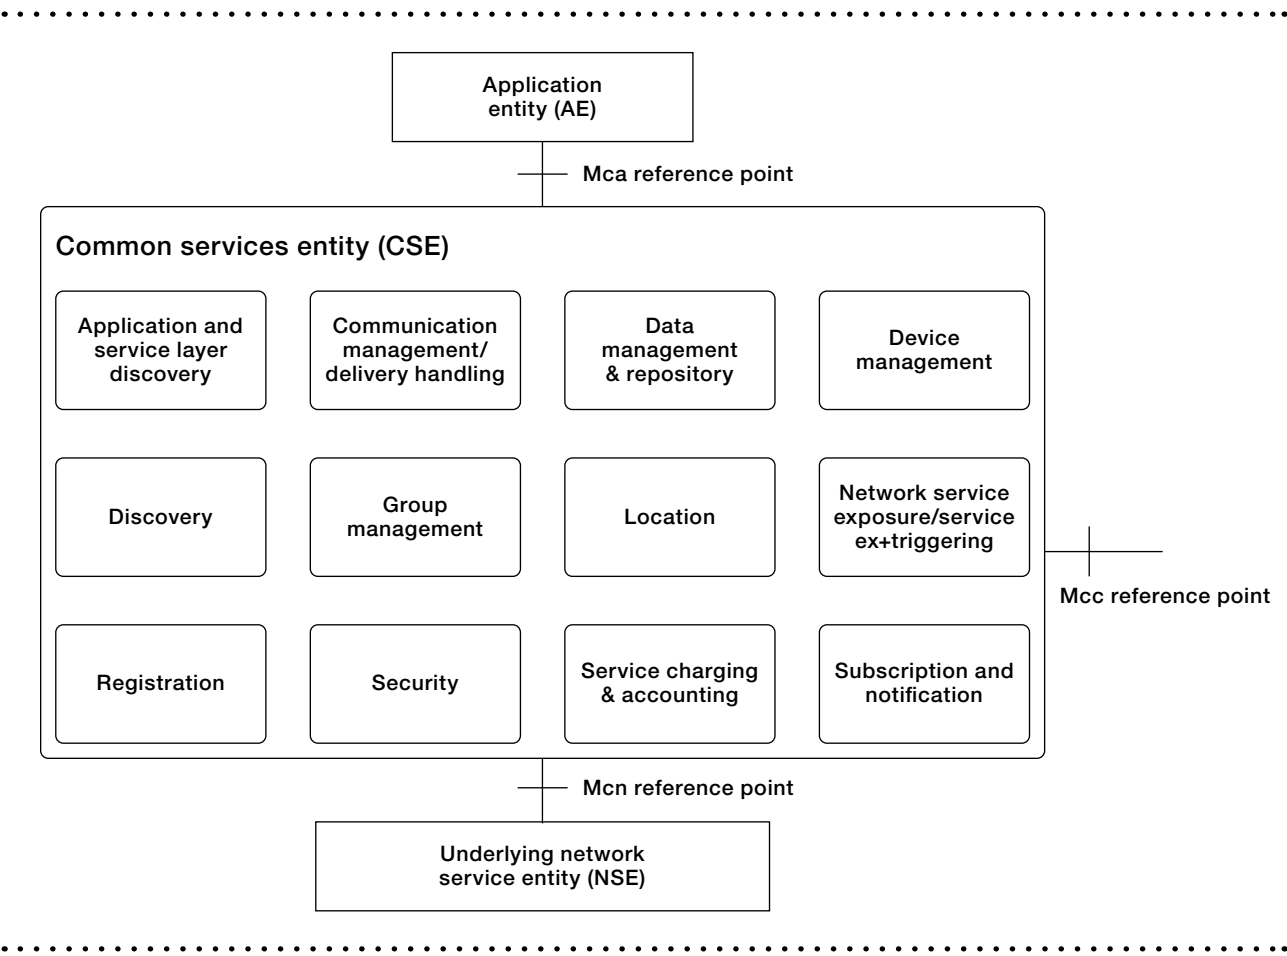 Application
entity (AE)
Mca reference point
Common services entity (CSE)
Application and
service layer
discovery
Communication
management/
delivery handling
Data
management
& repository
Device
management
Discovery
Group
management
Location
Network service
exposure/service
ex+triggering
Mcc reference point
Registration
Security
Service charging
& accounting
Subscription and
notification
Mcn reference point
Underlying network
service entity (NSE)